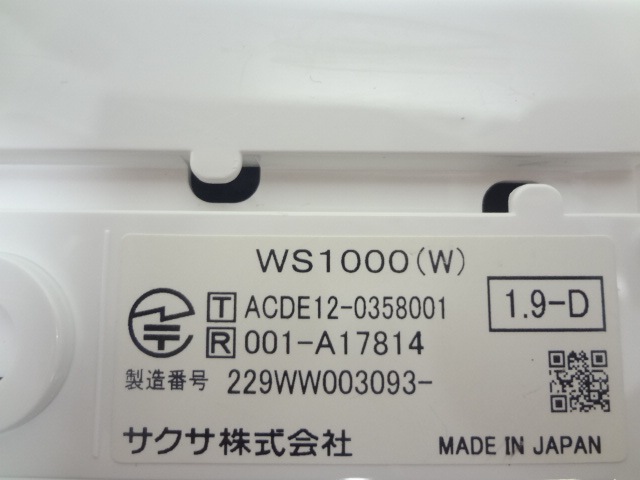 WS1000(W)
T ACDE12-0358001
1.9-D
R 001-A17814
製造番号 229WW003093-
サクサ株式会社
MADE IN JAPAN